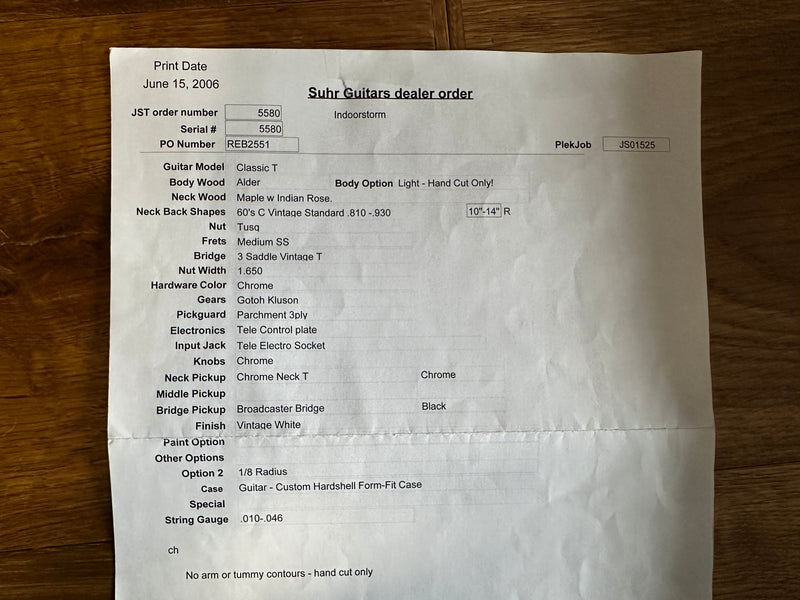 Print Date
June 15, 2006
Suhr Guitars dealer order
JST order number 5580 Indoorstorm
Serial # 5580
PO Number REB2551 PlekJob JS01525
Guitar Model Classic T
Body Wood Alder Body Option Light - Hand Cut Only!
Neck Wood Maple w Indian Rose.
Neck Back Shapes 60's C Vintage Standard .810 -.930 10"-14" R
Nut Tusq
Frets Medium SS
Bridge 3 Saddle Vintage T
Nut Width 1.650
Hardware Color Chrome
Gears Gotoh Kluson
Pickguard Parchment 3ply
Electronics Tele Control plate
Input Jack Tele Electro Socket
Knobs Chrome
Neck Pickup Chrome Neck T Chrome
Middle Pickup
Bridge Pickup Broadcaster Bridge Black
Finish Vintage White
Paint Option
Other Options
Option 2 1/8 Radius
Case Guitar - Custom Hardshell Form-Fit Case
Special
String Gauge .010-.046
ch
No arm or tummy contours - hand cut only